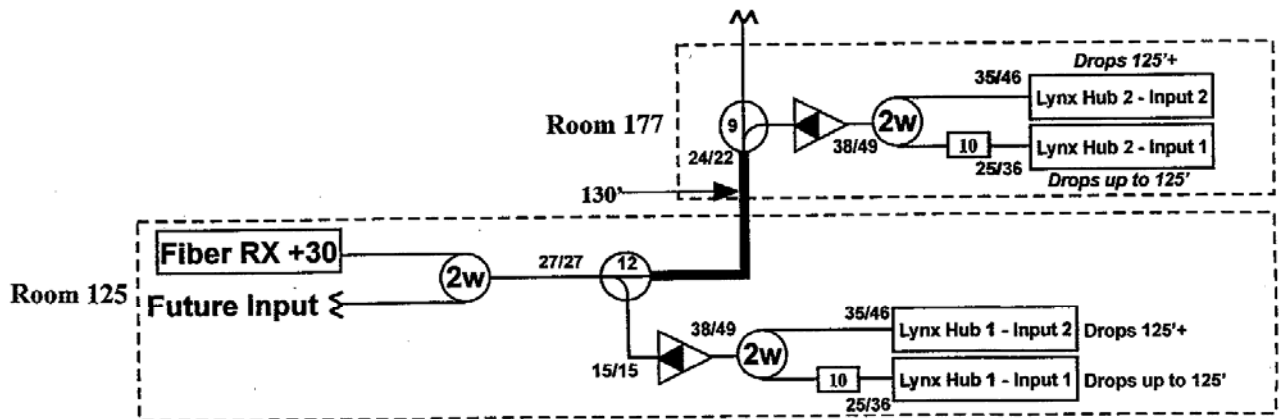 Drops 125'+
35/46
Lynx Hub 2 - Input 2
Room 177
9
2w
38/49
10
Lynx Hub 2 - Input 1
24/22
25/36
Drops up to 125'
130'
Fiber RX +30
27/27
12
2w
Room 125
Future Input
35/46
38/49
Lynx Hub 1 - Input 2
Drops 125'+
2w
15/15
10
Lynx Hub 1 - Input 1
Drops up to 125'
25/36